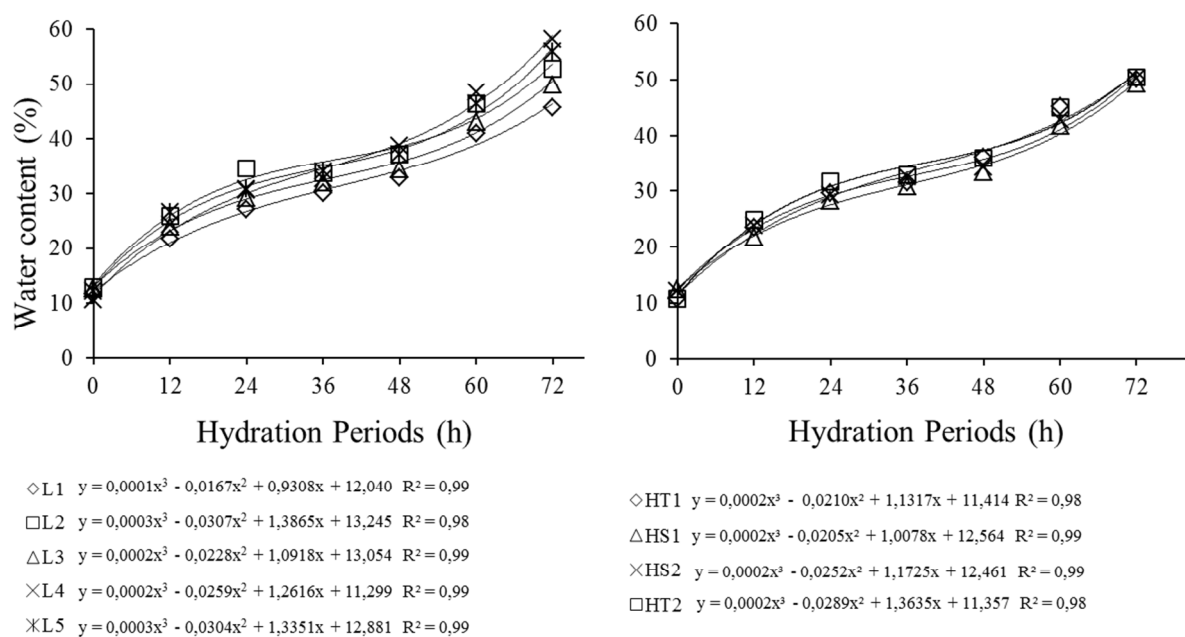 Water content (%)
60
50
40
30
20
10
0
0 12 24 36 48 60 72
Hydration Periods (h)
60
50
40
30
20
10
0
0 12 24 36 48 60 72
Hydration Periods (h)
L1 y = 0,0001x³ - 0,0167x² + 0,9308x + 12,040 R² = 0,99
L2 y = 0,0003x³ - 0,0307x² + 1,3865x + 13,245 R² = 0,98
L3 y = 0,0002x³ - 0,0228x² + 1,0918x + 13,054 R² = 0,99
L4 y = 0,0002x³ - 0,0259x² + 1,2616x + 11,299 R² = 0,99
L5 y = 0,0003x³ - 0,0304x² + 1,3351x + 12,881 R² = 0,99
HT1 y = 0,0002x³ - 0,0210x² + 1,1317x + 11,414 R² = 0,98
HS1 y = 0,0002x³ - 0,0205x² + 1,0078x + 12,564 R² = 0,99
HS2 y = 0,0002x³ - 0,0252x² + 1,1725x + 12,461 R² = 0,99
HT2 y = 0,0002x³ - 0,0289x² + 1,3635x + 11,357 R² = 0,98